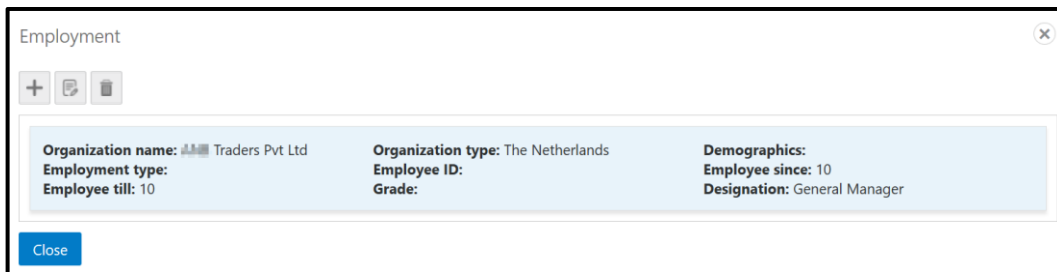 Employment
Organization name: Traders Pvt Ltd
Organization type: The Netherlands
Demographics:
Employment type:
Employee ID:
Employee since: 10
Employee till: 10
Grade:
Designation: General Manager
Close